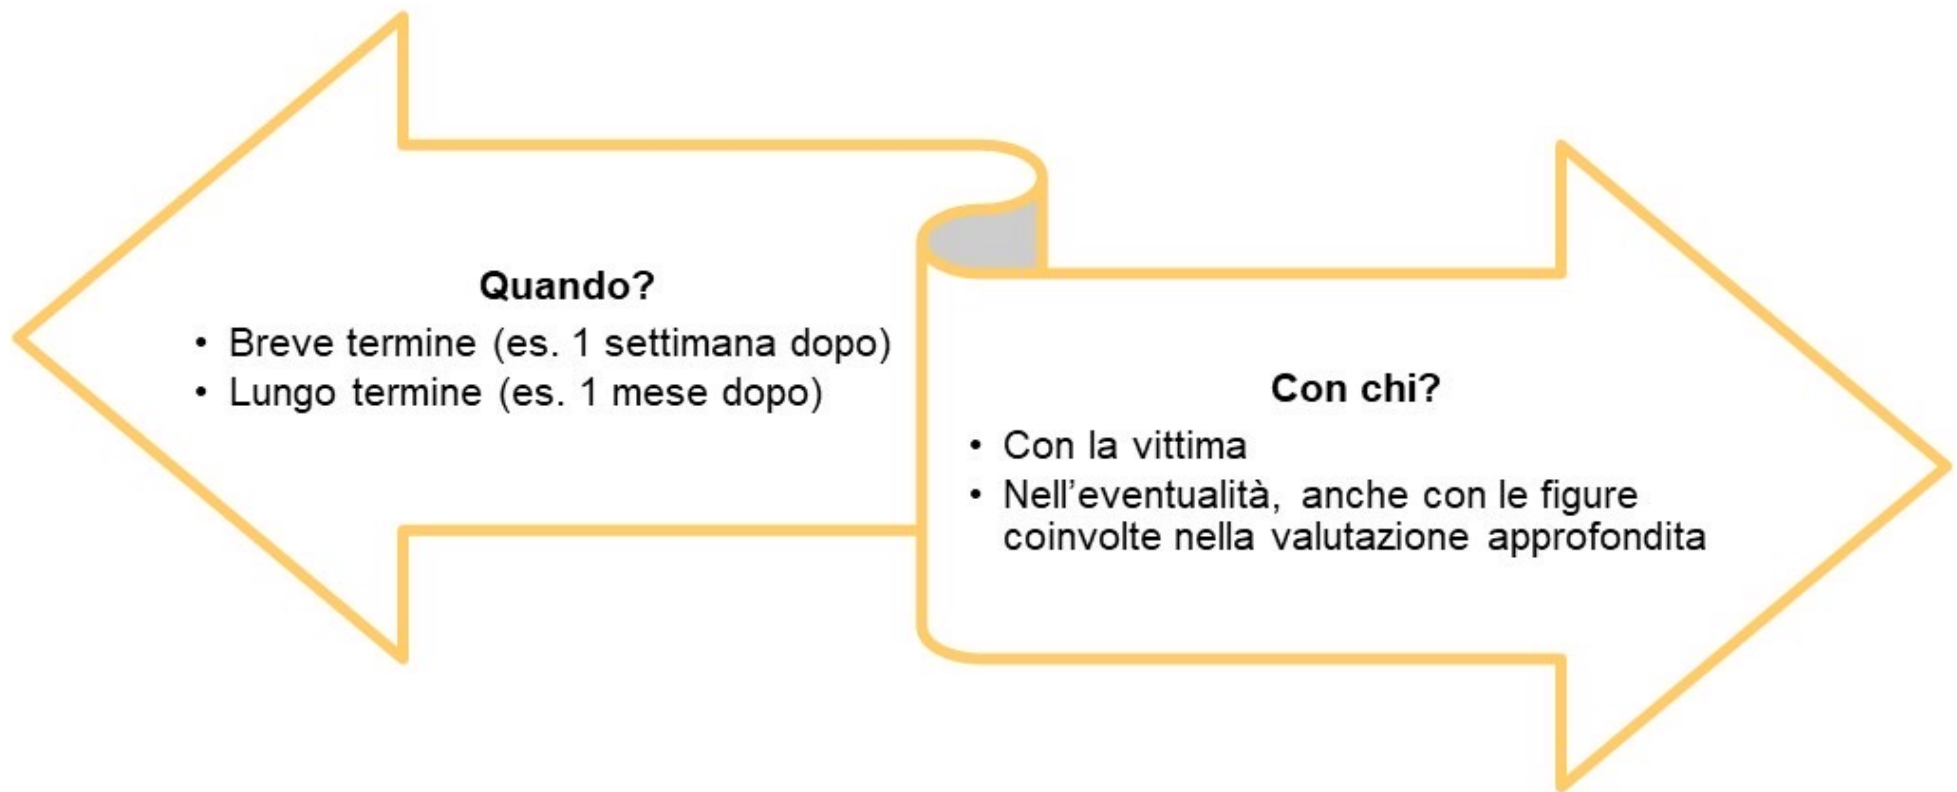 Quando?
• Breve termine (es. 1 settimana dopo)
• Lungo termine (es. 1 mese dopo)
Con chi?
• Con la vittima
• Nell’eventualità, anche con le figure
coinvolte nella valutazione approfondita